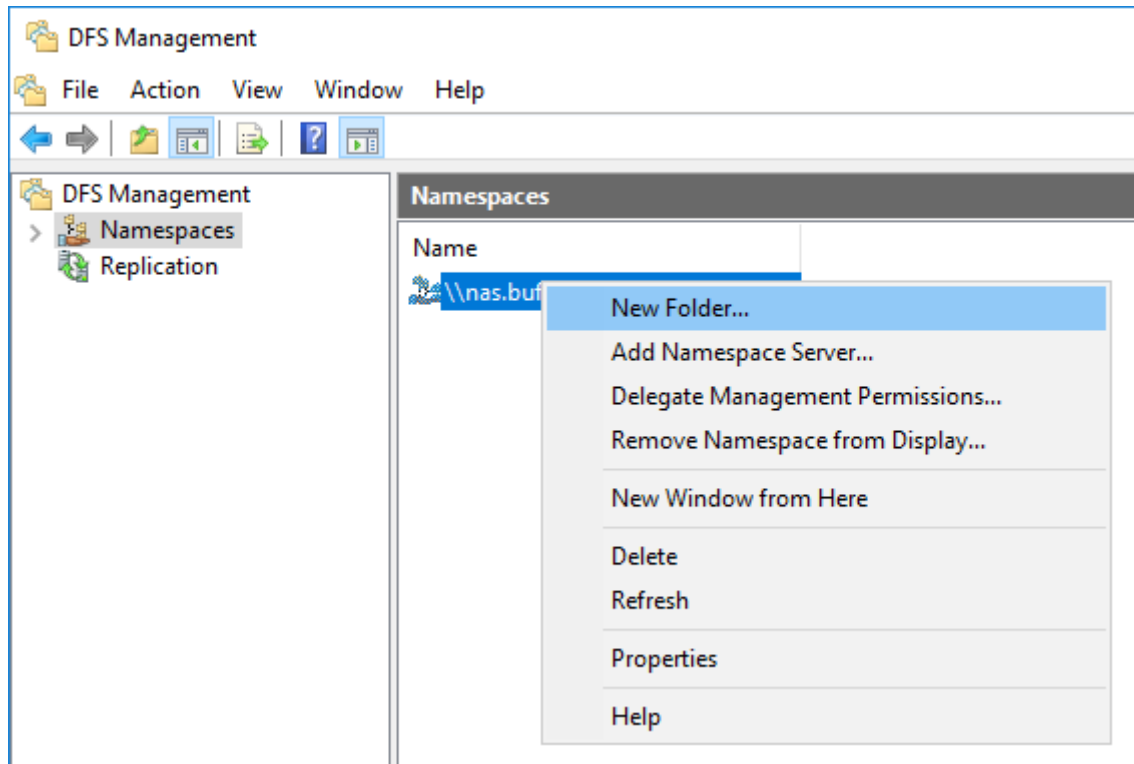 DFS Management
File Action View Window Help
DFS Management
Namespaces
Replication
Namespaces
Name
\\nas.buf
New Folder...
Add Namespace Server...
Delegate Management Permissions...
Remove Namespace from Display...
New Window from Here
Delete
Refresh
Properties
Help